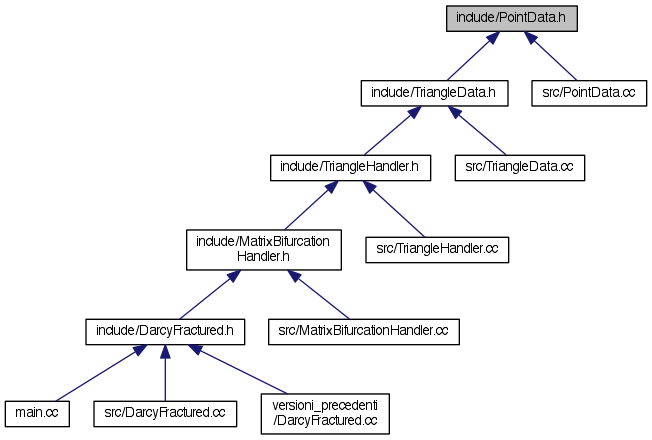 include/PointData.h
include/TriangleData.h
src/PointData.cc
include/TriangleHandler.h
src/TriangleData.cc
include/MatrixBifurcation
Handler.h
src/TriangleHandler.cc
include/DarcyFractured.h
src/MatrixBifurcationHandler.cc
main.cc
src/DarcyFractured.cc
versioni_precedenti
/DarcyFractured.cc